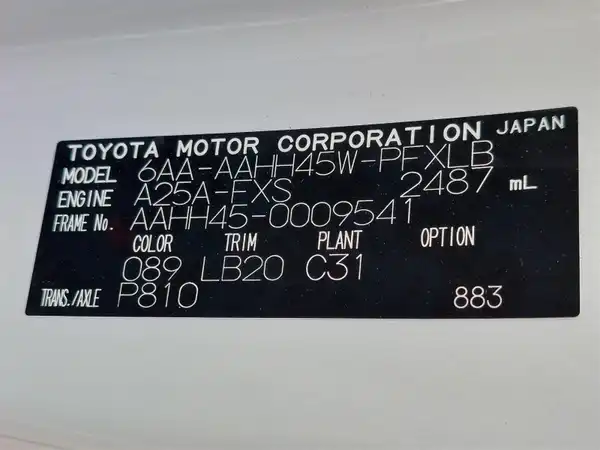 TOYOTA MOTOR CORPORATION JAPAN
MODEL 6AA-AAHH45W-PFXLB
ENGINE A25A-FXS 2487 mL
FRAME No. AAHH45-0009541
COLOR TRIM PLANT OPTION
089 LB20 C31
TRANS./AXLE P810 883